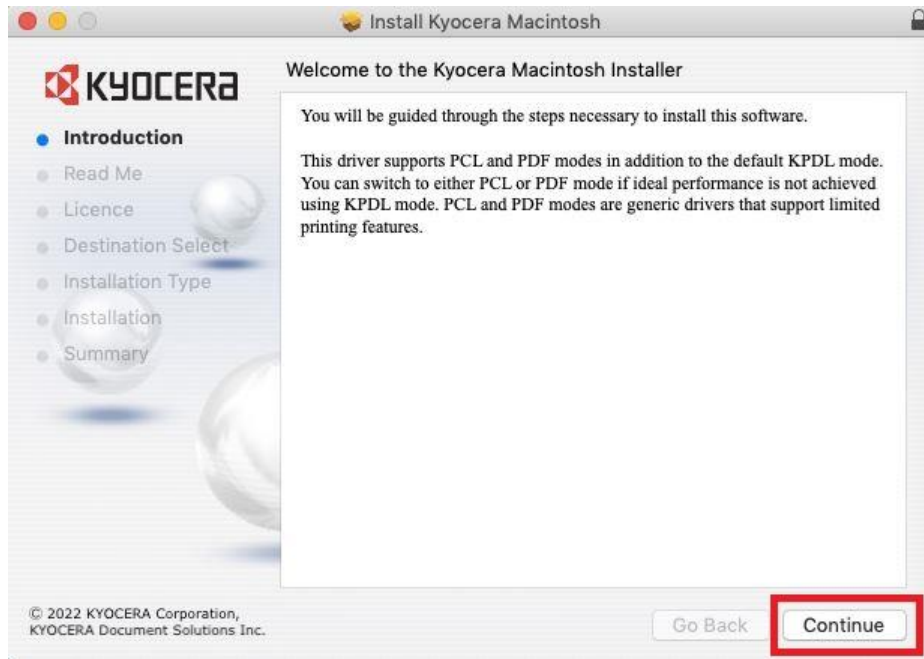 Install Kyocera Macintosh
KYOCERA
Welcome to the Kyocera Macintosh Installer
Introduction
Read Me
Licence
Destination Select
Installation Type
Installation
Summary
You will be guided through the steps necessary to install this software.
This driver supports PCL and PDF modes in addition to the default KPDL mode.
You can switch to either PCL or PDF mode if ideal performance is not achieved
using KPDL mode. PCL and PDF modes are generic drivers that support limited
printing features.
© 2022 KYOCERA Corporation,
KYOCERA Document Solutions Inc.
Go Back
Continue